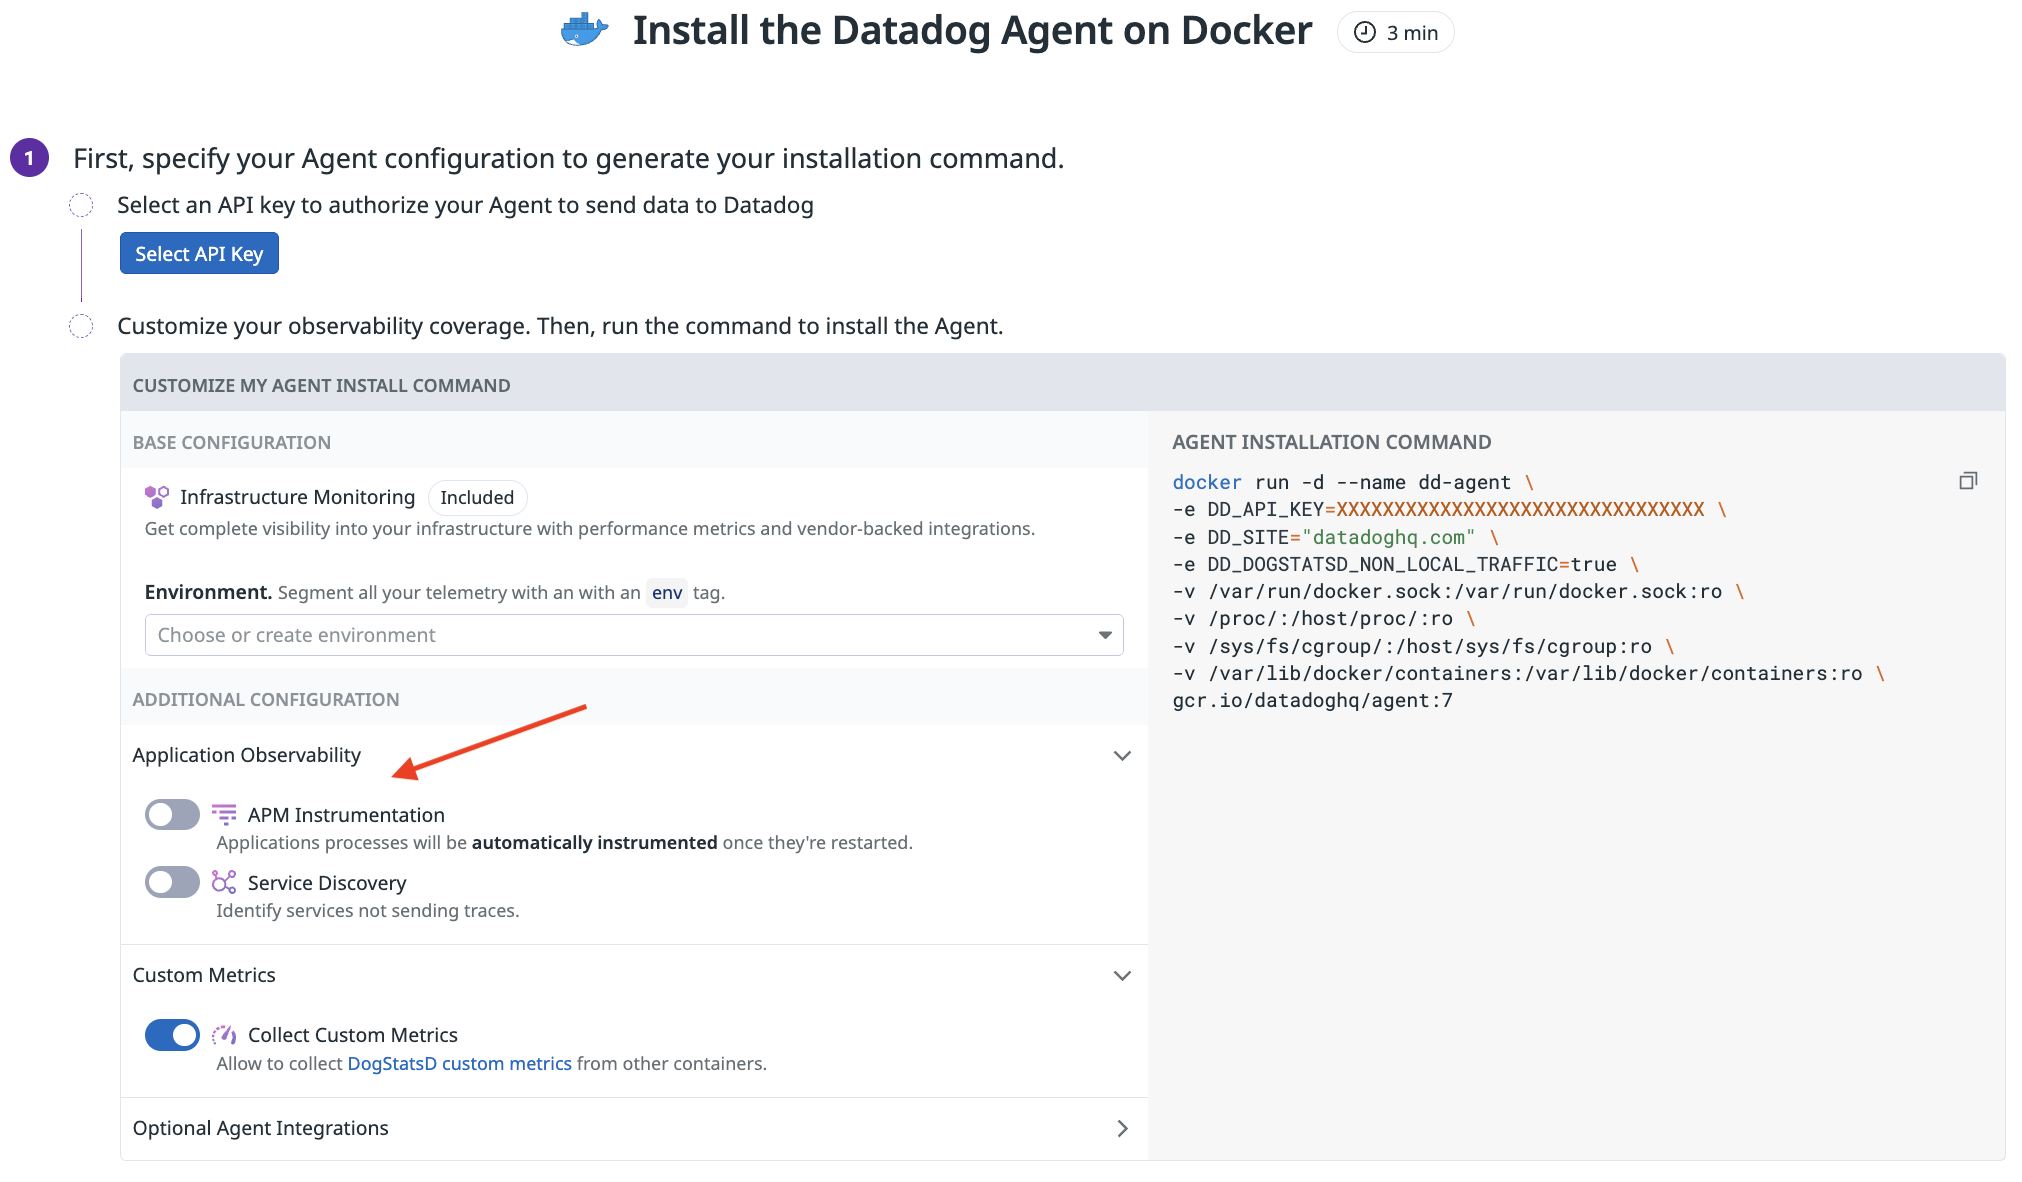 Install the Datadog Agent on Docker
3 min
1
First, specify your Agent configuration to generate your installation command.
Select an API key to authorize your Agent to send data to Datadog
Select API Key
Customize your observability coverage. Then, run the command to install the Agent.
CUSTOMIZE MY AGENT INSTALL COMMAND
BASE CONFIGURATION
Infrastructure Monitoring Included
Get complete visibility into your infrastructure with performance metrics and vendor-backed integrations.
Environment. Segment all your telemetry with an with an env tag.
Choose or create environment
ADDITIONAL CONFIGURATION
Application Observability
APM Instrumentation
Applications processes will be automatically instrumented once they're restarted.
Service Discovery
Identify services not sending traces.
Custom Metrics
Collect Custom Metrics
Allow to collect DogStatsD custom metrics from other containers.
Optional Agent Integrations
AGENT INSTALLATION COMMAND
docker run -d --name dd-agent \
-e DD_API_KEY=XXXXXXXXXXXXXXXXXXXXXXXXXXXXXXXX \
-e DD_SITE="datadoghq.com" \
-e DD_DOGSTATSD_NON_LOCAL_TRAFFIC=true \
-v /var/run/docker.sock:/var/run/docker.sock:ro \
-v /proc/:/host/proc/:ro \
-v /sys/fs/cgroup/:/host/sys/fs/cgroup:ro \
-v /var/lib/docker/containers:/var/lib/docker/containers:ro \
gcr.io/datadoghq/agent:7